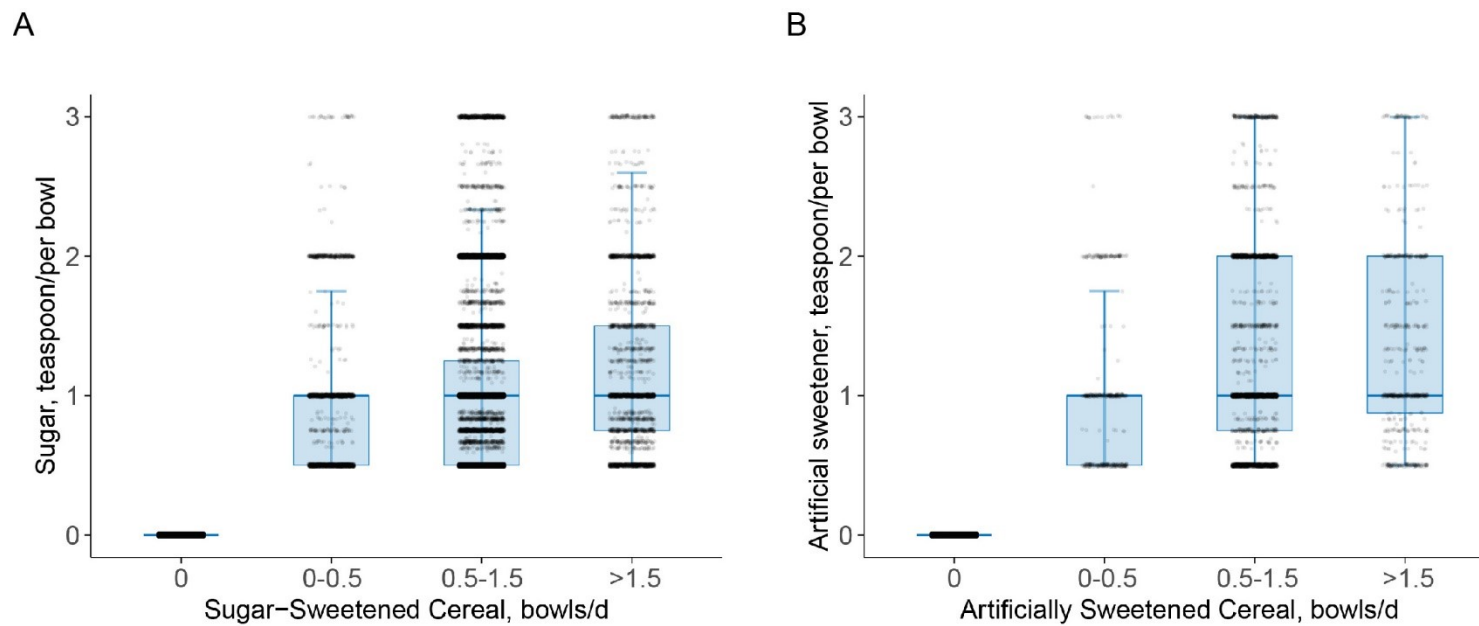 A
Sugar, teaspoon/per bowl
3
2
1
0
0
0-0.5
0.5-1.5
>1.5
Sugar−Sweetened Cereal, bowls/d
B
Artificial sweetener, teaspoon/per bowl
3
2
1
0
0
0-0.5
0.5-1.5
>1.5
Artificially Sweetened Cereal, bowls/d